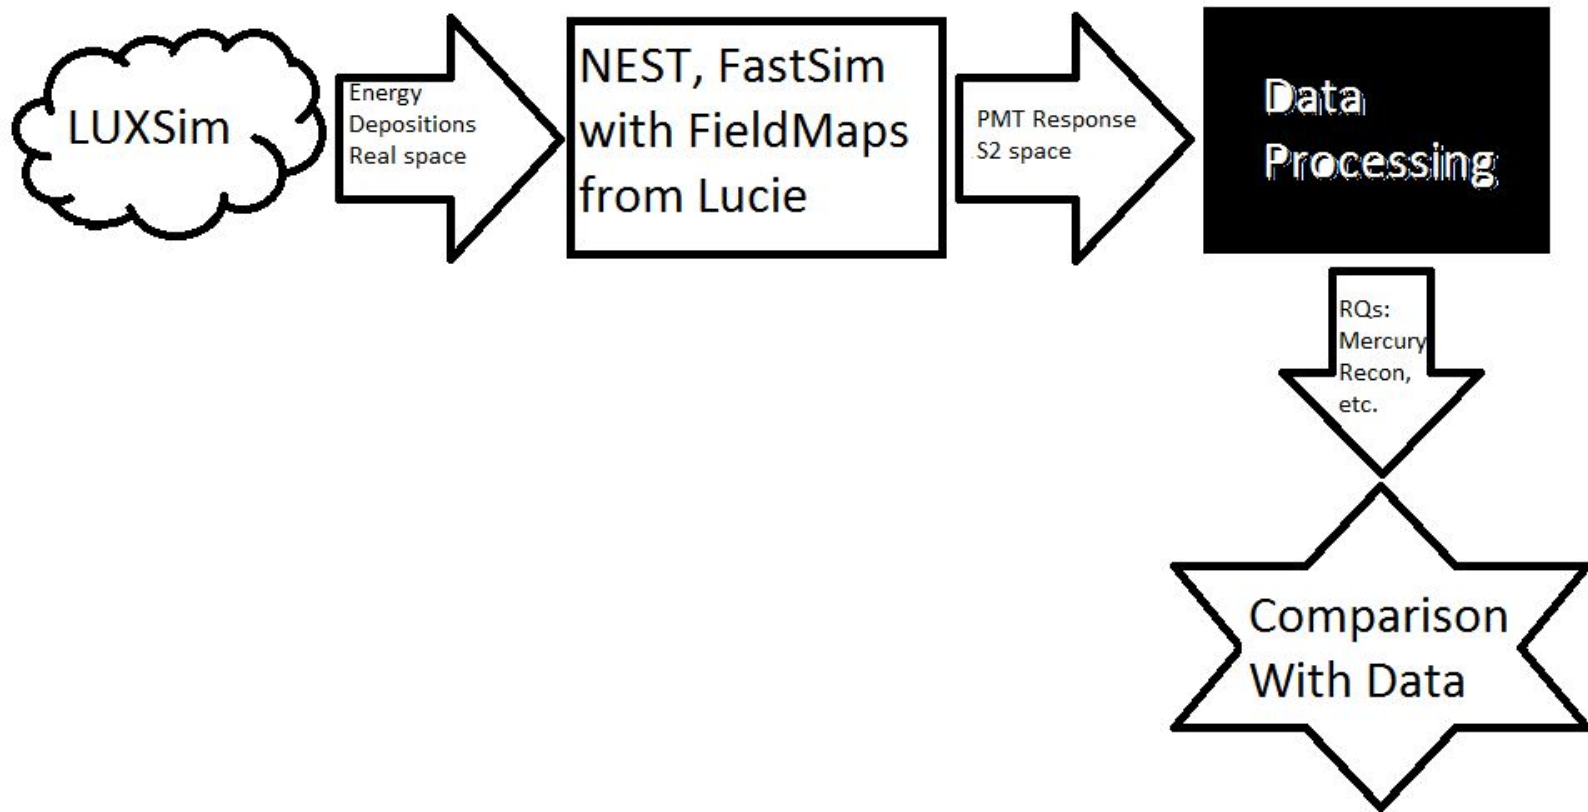 LUXSim
Energy
Depositions
Real space
NEST, FastSim
with FieldMaps
from Lucie
PMT Response
S2 space
Data
Processing
RQs:
Mercury
Recon,
etc.
Comparison
With Data